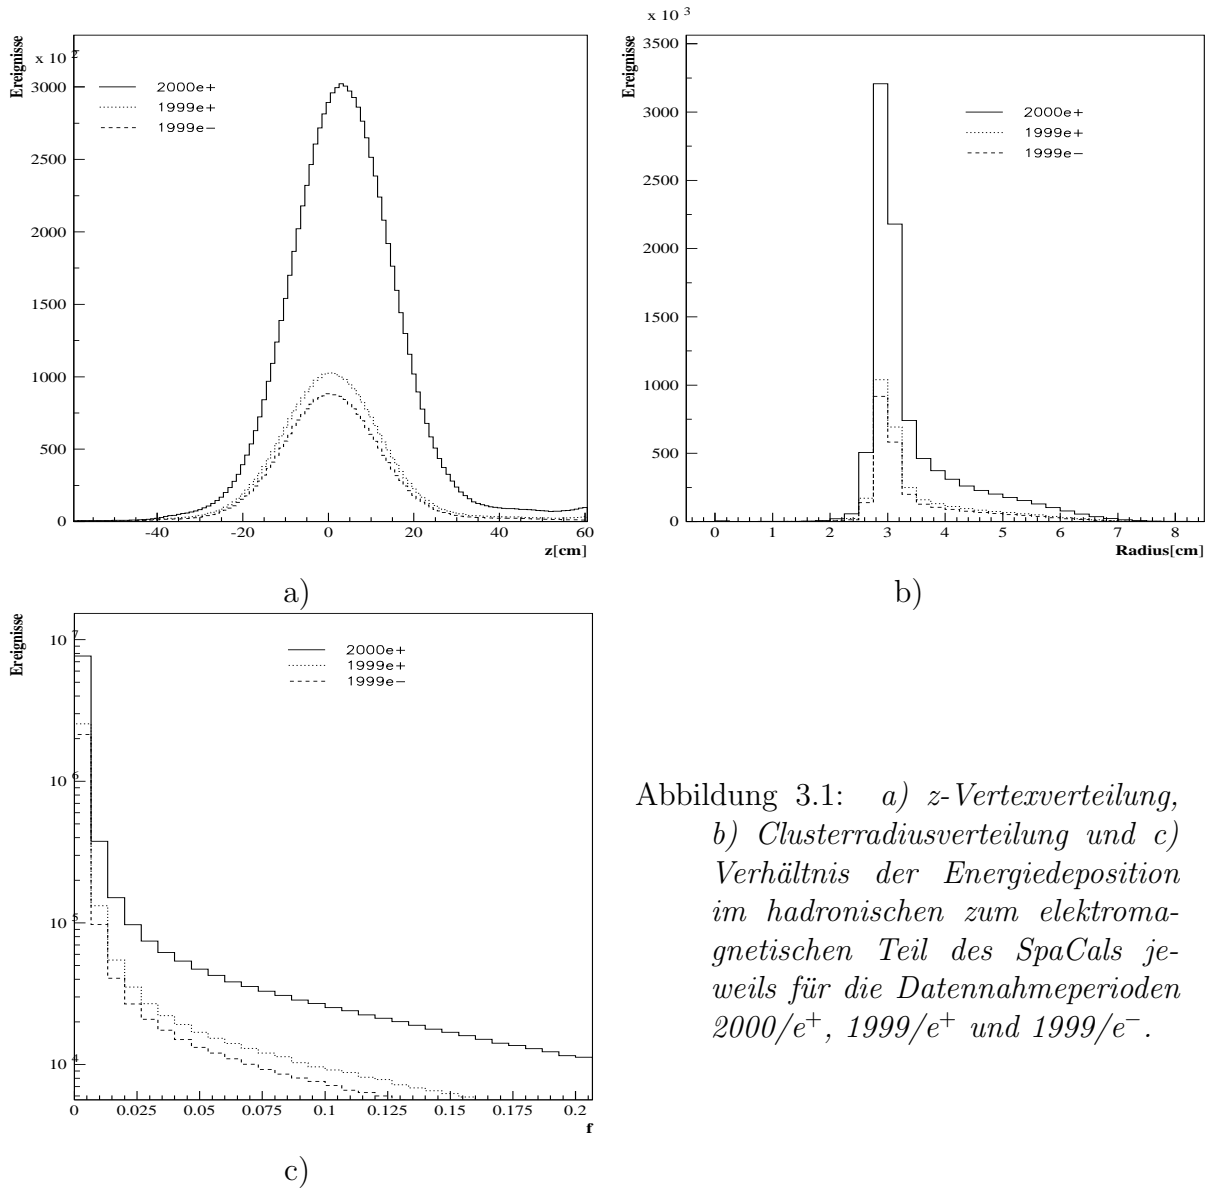 Ereignisse
x 10 2
3000
2500
2000
1500
1000
500
0
-40 -20 0 20 40 60
z[cm]
2000e+
1999e+
1999e−
a)
x 10 3
Ereignisse
3500
3000
2500
2000
1500
1000
500
0
0 1 2 3 4 5 6 7 8
Radius[cm]
2000e+
1999e+
1999e−
b)
Ereignisse
10 7
10 6
10 5
10 4
0 0.025 0.05 0.075 0.1 0.125 0.15 0.175 0.2
f
2000e+
1999e+
1999e−
c)
Abbildung 3.1: a) z-Vertexverteilung,
b) Clusterradiusverteilung und c)
Verhältnis der Energiedeposition
im hadronischen zum elektroma-
gnetischen Teil des SpaCals je-
weils für die Datennahmeperioden
2000/e⁺, 1999/e⁺ und 1999/e⁻.